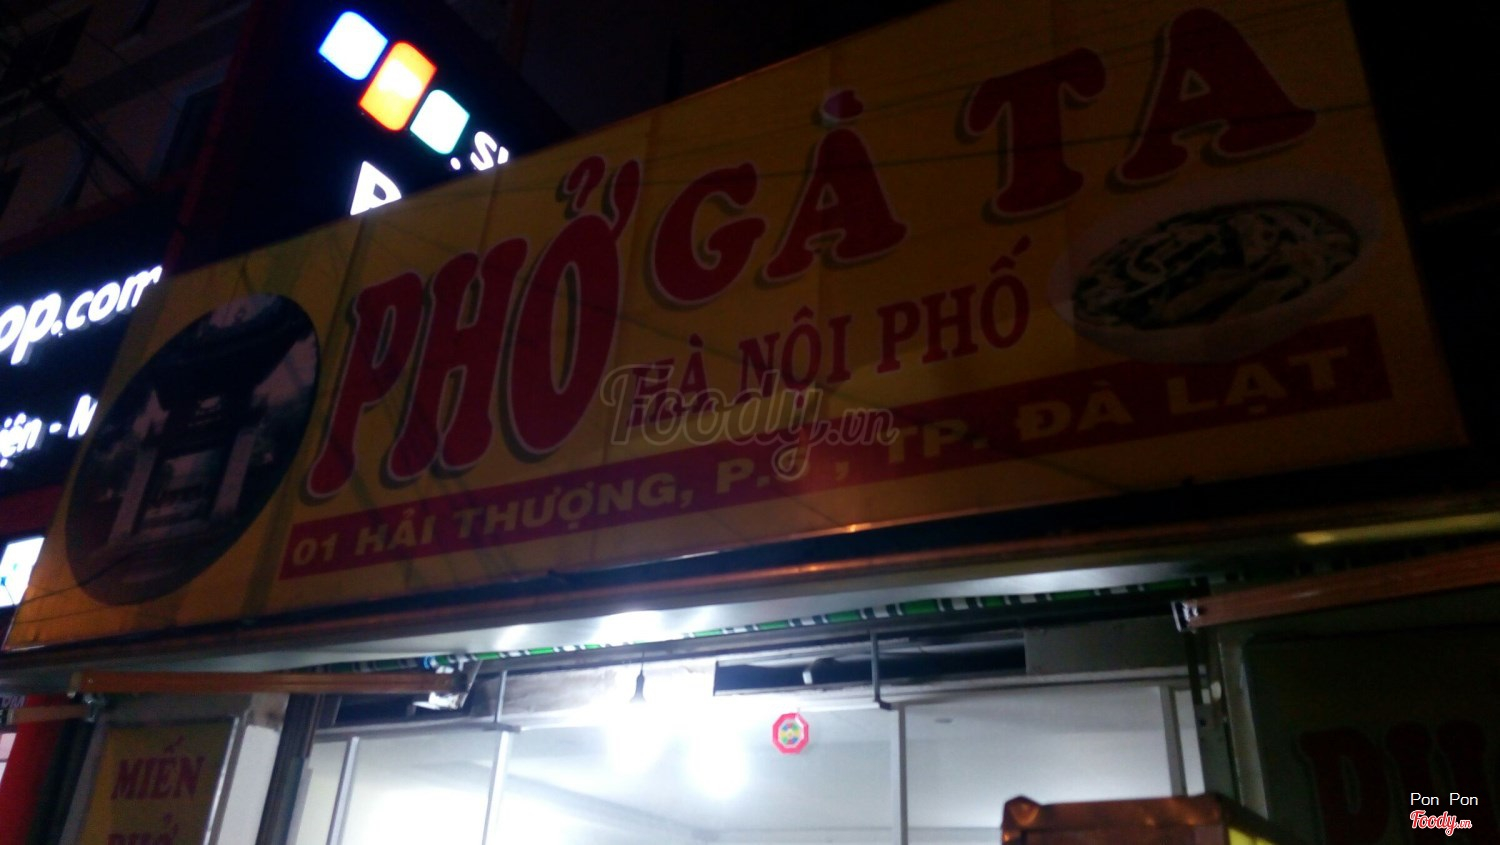 PHỞ GÀ TA
HÀ NỘI PHỐ
01 HẢI THƯỢNG, P. , TP. ĐÀ LẠT
op.com
Foody.vn
MIẾN
PHỞ
Pon Pon
Foody.vn